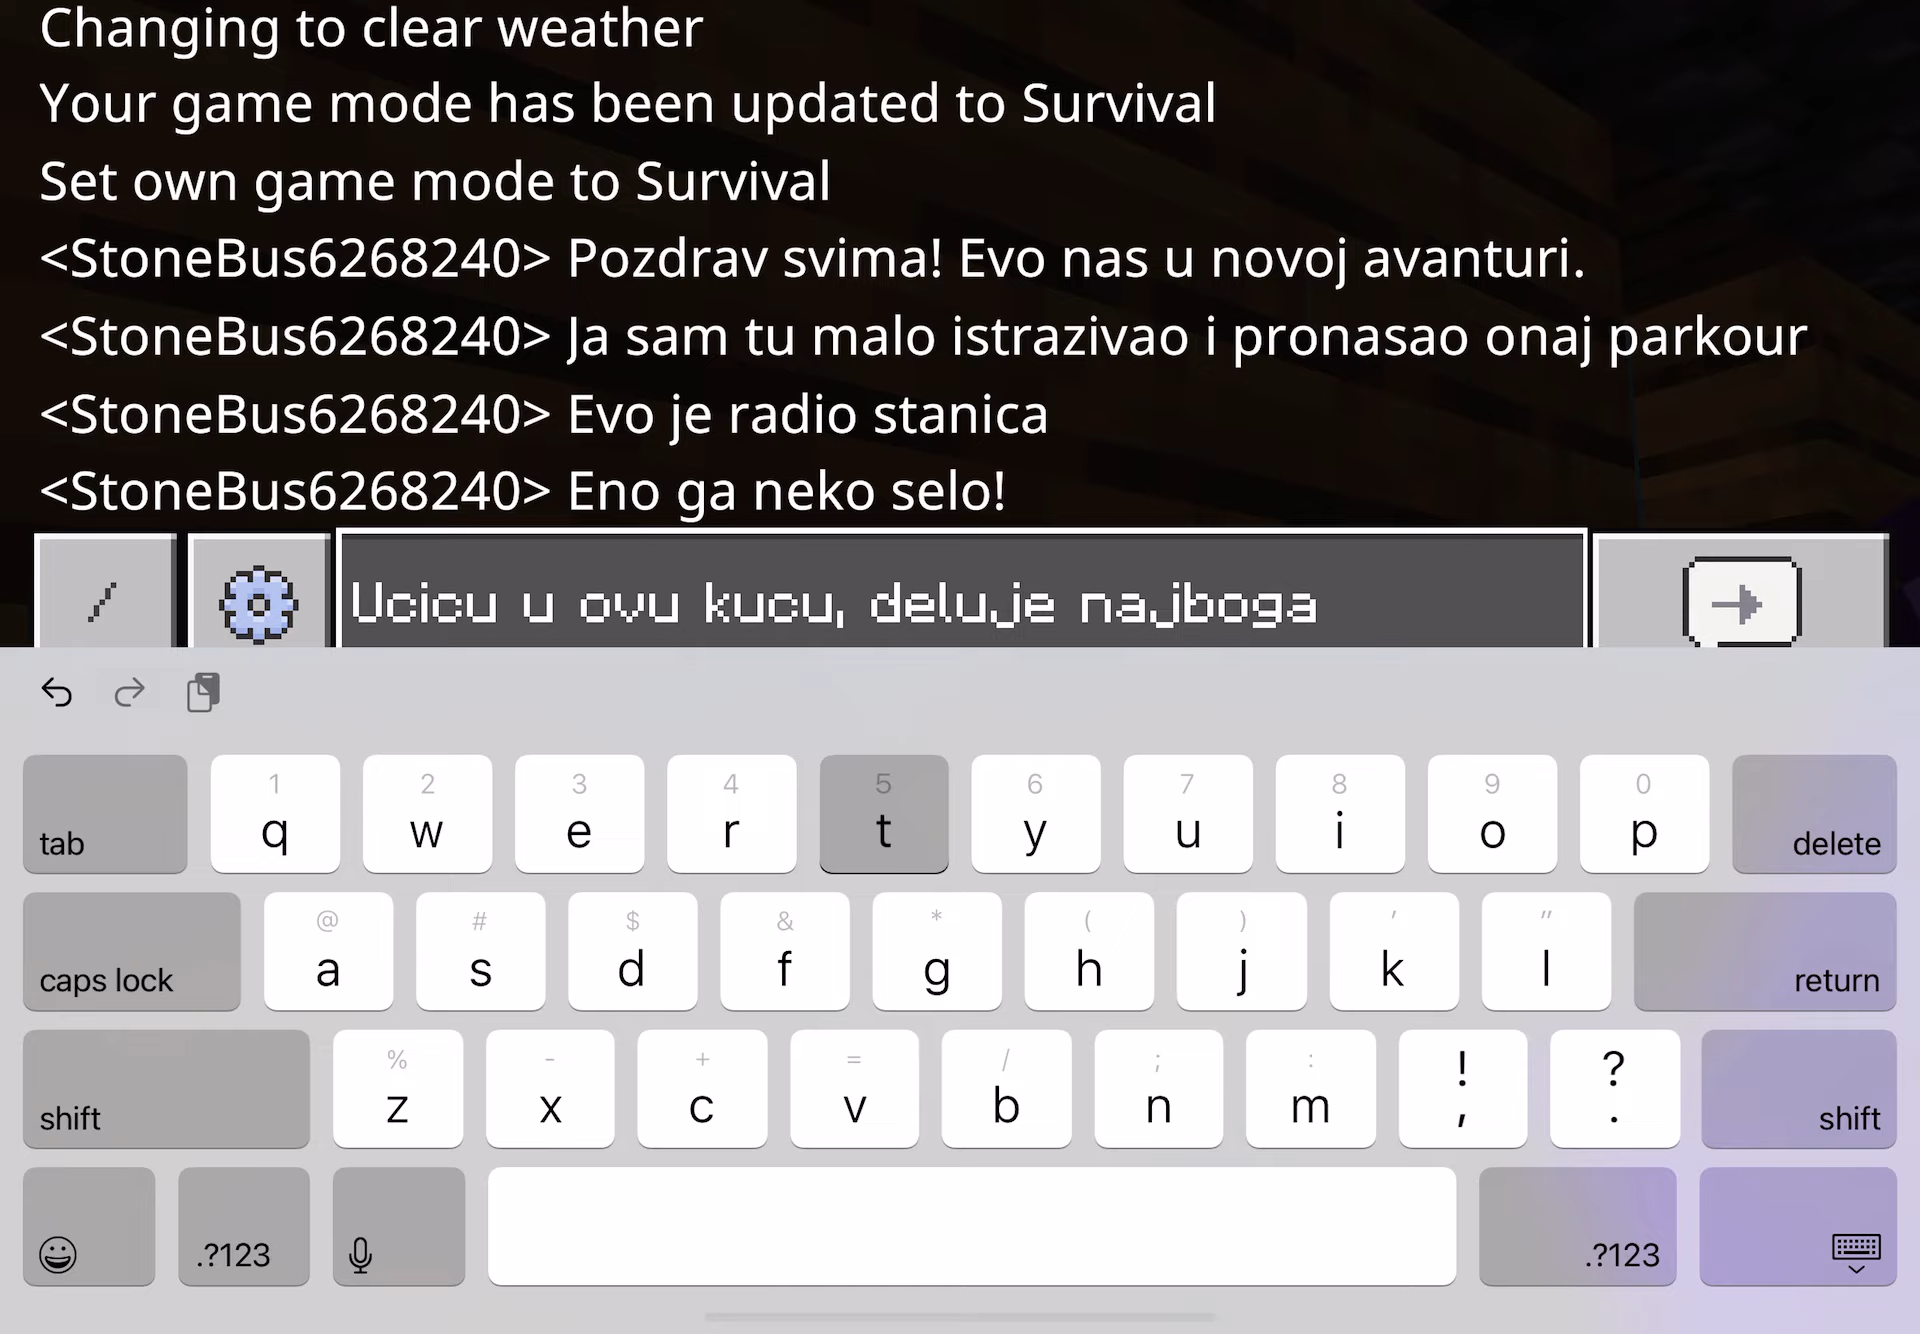 Changing to clear weather
Your game mode has been updated to Survival
Set own game mode to Survival
<StoneBus6268240> Pozdrav svima! Evo nas u novoj avanturi.
<StoneBus6268240> Ja sam tu malo istrazivao i pronasao onaj parkour
<StoneBus6268240> Evo je radio stanica
<StoneBus6268240> Eno ga neko selo!
/ Ucicu u ovu kucu, deluje najboga
1 2 3 4 5 6 7 8 9 0
tab q w e r t y u i o p delete
@ # $ & * ( ) ' "
caps lock a s d f g h j k l return
% - + = / ; : ! ?
shift z x c v b n m , . shift
.?123 .?123